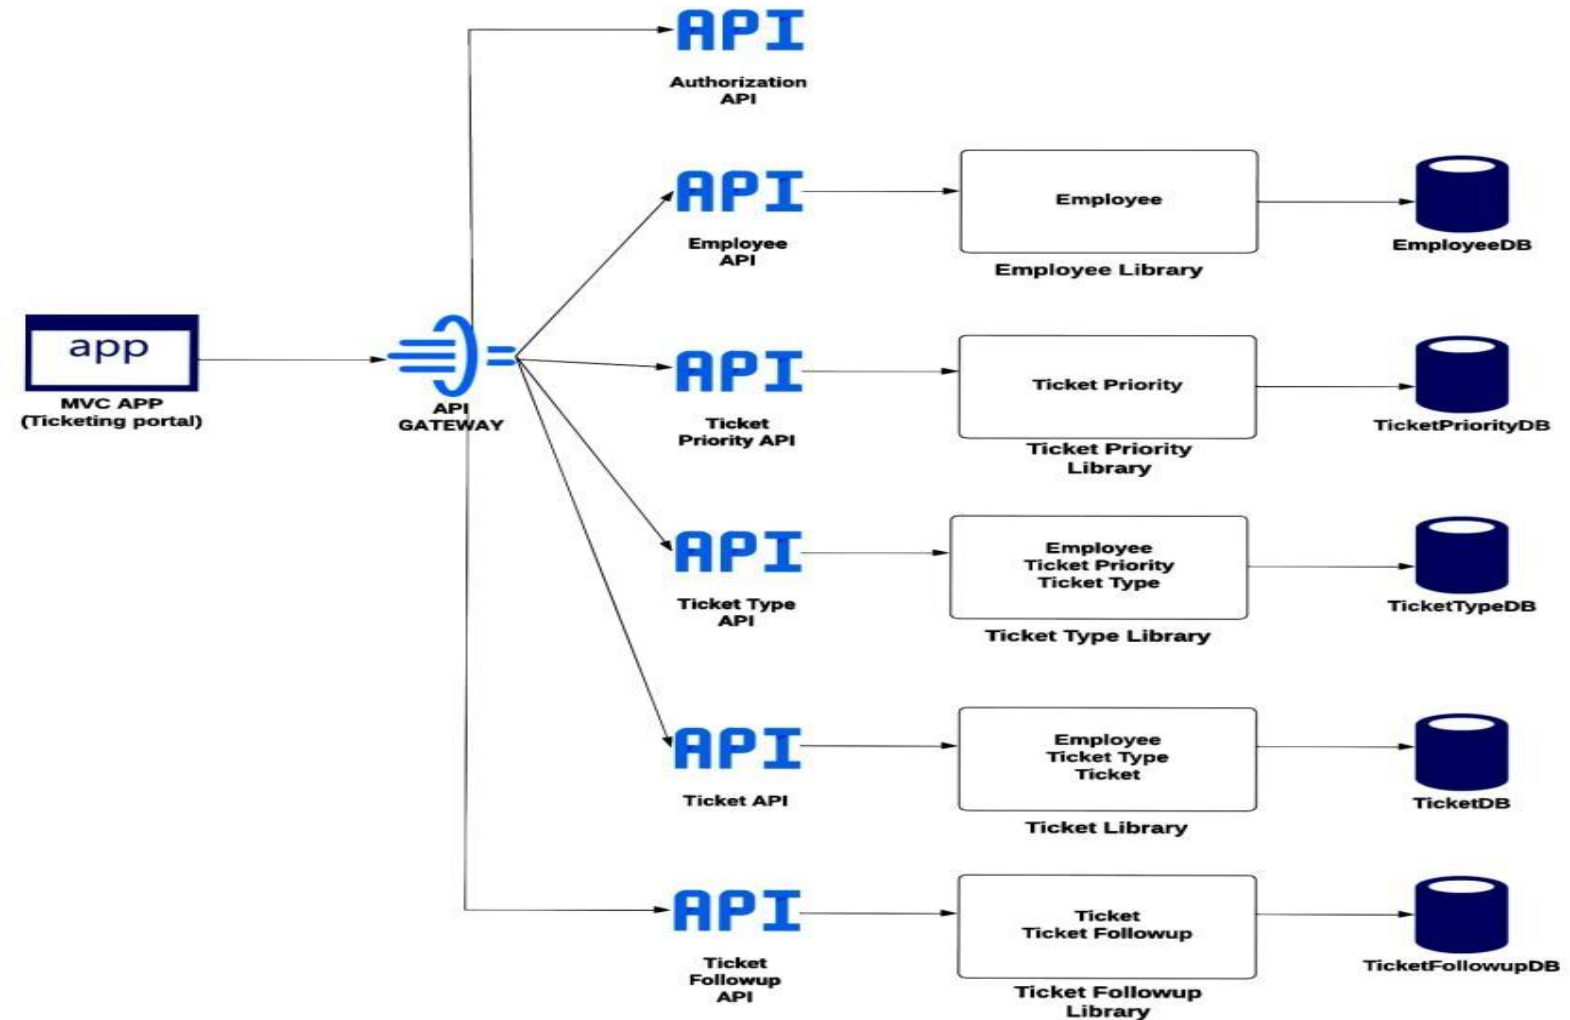 API
Authorization
API
API
Employee
API
Employee
Employee Library
EmployeeDB
app
MVC APP
(Ticketing portal)
API
GATEWAY
API
Ticket
Priority API
Ticket Priority
Ticket Priority
Library
TicketPriorityDB
API
Ticket Type
API
Employee
Ticket Priority
Ticket Type
Ticket Type Library
TicketTypeDB
API
Ticket API
Employee
Ticket Type
Ticket
Ticket Library
TicketDB
API
Ticket
Followup
API
Ticket
Ticket Followup
Ticket Followup
Library
TicketFollowupDB